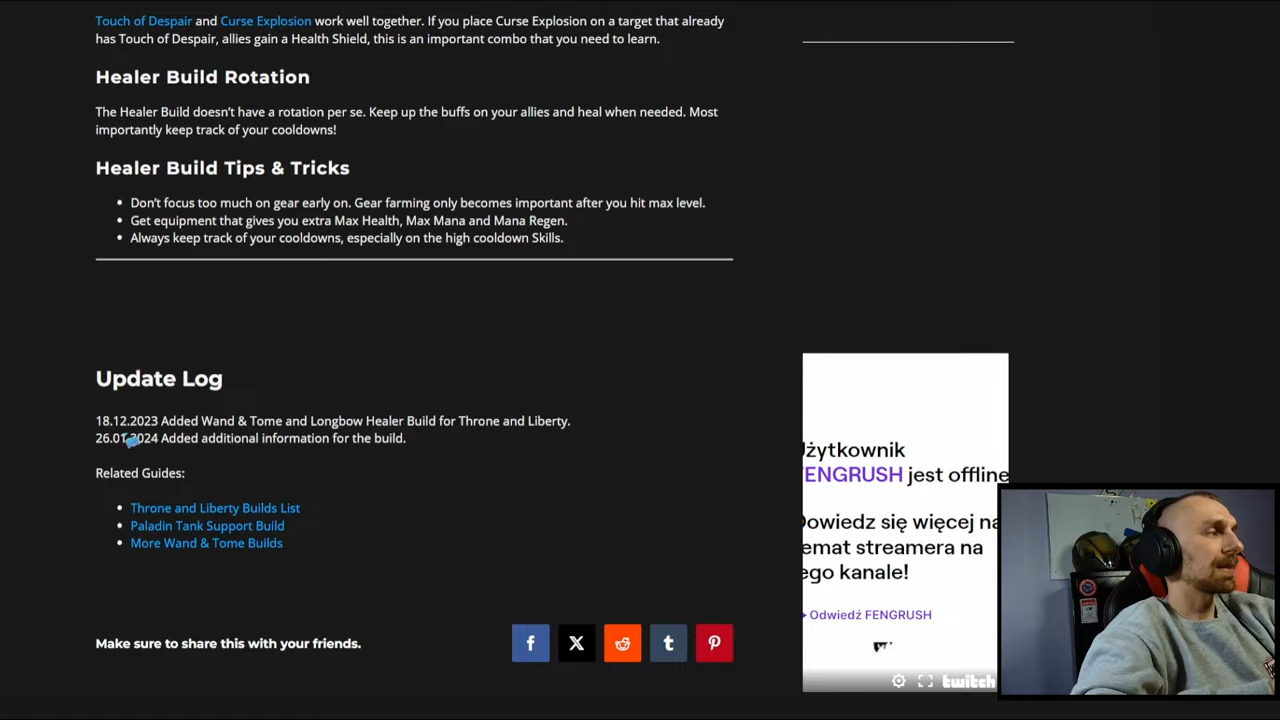 Touch of Despair and Curse Explosion work well together. If you place Curse Explosion on a target that already
has Touch of Despair, allies gain a Health Shield, this is an important combo that you need to learn.
Healer Build Rotation
The Healer Build doesn't have a rotation per se. Keep up the buffs on your allies and heal when needed. Most
importantly keep track of your cooldowns!
Healer Build Tips & Tricks
Don't focus too much on gear early on. Gear farming only becomes important after you hit max level.
Get equipment that gives you extra Max Health, Max Mana and Mana Regen.
Always keep track of your cooldowns, especially on the high cooldown Skills.
Update Log
18.12.2023 Added Wand & Tome and Longbow Healer Build for Throne and Liberty.
26.01.2024 Added additional information for the build.
Related Guides:
Throne and Liberty Builds List
Paladin Tank Support Build
More Wand & Tome Builds
Make sure to share this with your friends.
Użytkownik
FENGRUSH jest offline
Dowiedz się więcej na
temat streamera na
jego kanale!
Odwiedź FENGRUSH
twitch